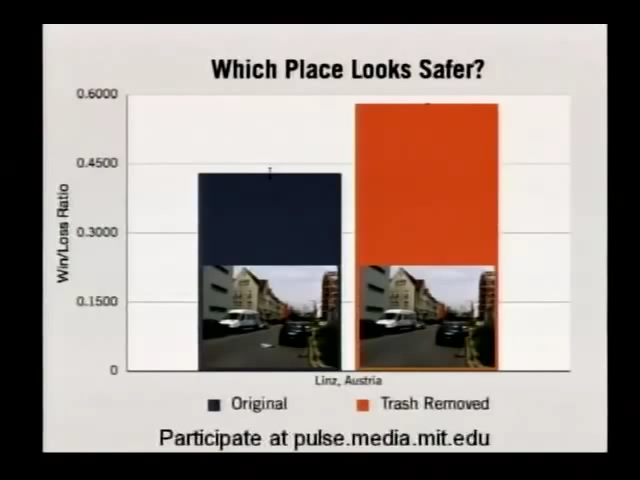 Which Place Looks Safer?
0.6000
0.4500
0.3000
0.1500
0
Win/Loss Ratio
Linz, Austria
Original
Trash Removed
Participate at pulse.media.mit.edu